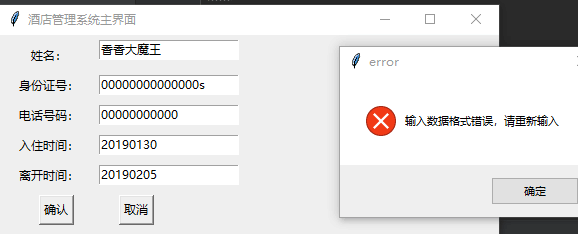 酒店管理系统主界面
姓名： 香香大魔王
身份证号： 00000000000000s
电话号码： 00000000000
入住时间： 20190130
离开时间： 20190205
确认 取消
error
输入数据格式错误，请重新输入
确定